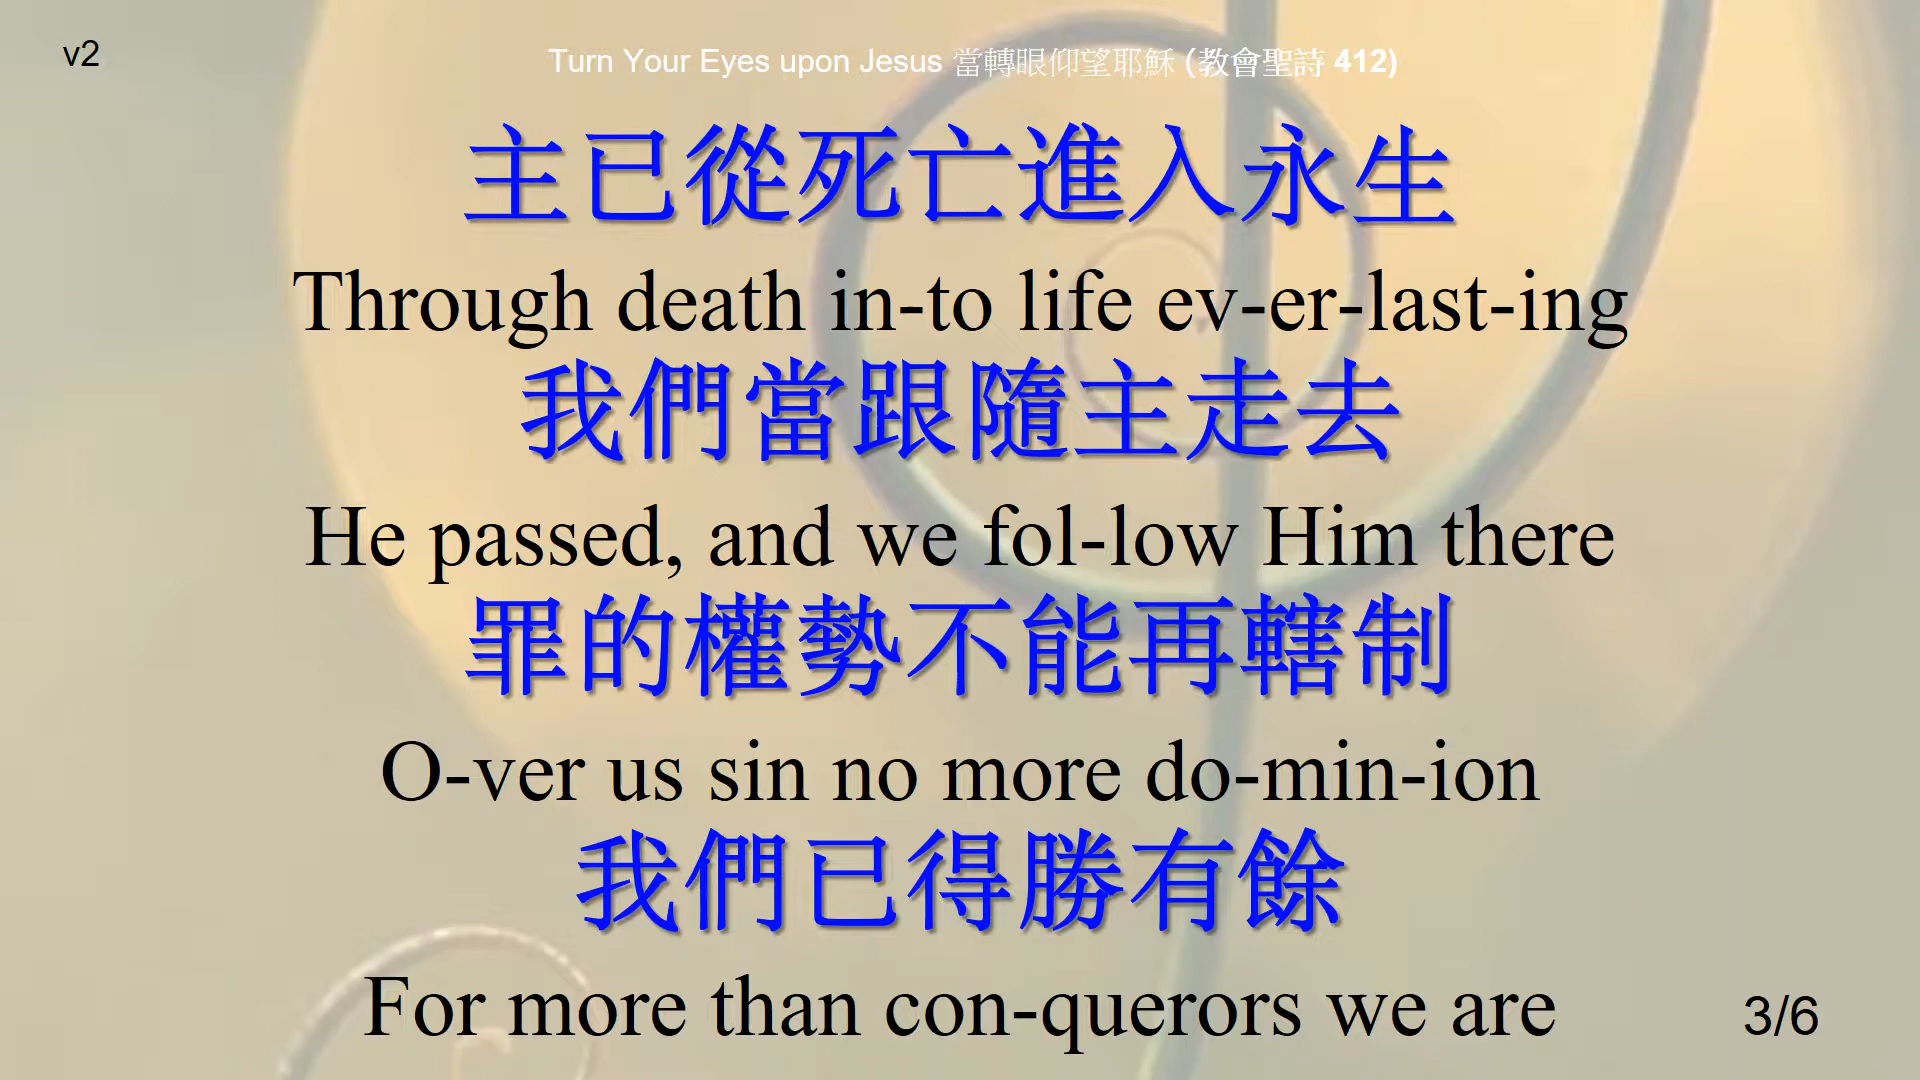 v2
Turn Your Eyes upon Jesus 當轉眼仰望耶穌 (教會聖詩 412)
主已從死亡進入永生
Through death in-to life ev-er-last-ing
我們當跟隨主走去
He passed, and we fol-low Him there
罪的權勢不能再轄制
O-ver us sin no more do-min-ion
我們已得勝有餘
For more than con-querors we are
3/6